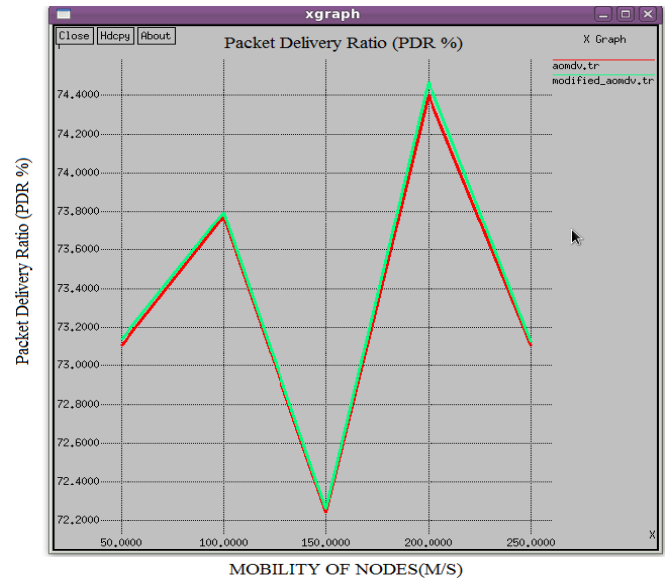 xgraph
Close Hdcpy About
Packet Delivery Ratio (PDR %)
X Graph
aomdv.tr
modified_aomdv.tr
Packet Delivery Ratio (PDR %)
74.4000
74.2000
74.0000
73.8000
73.6000
73.4000
73.2000
73.0000
72.8000
72.6000
72.4000
72.2000
50.0000 100.0000 150.0000 200.0000 250.0000
X
MOBILITY OF NODES(M/S)